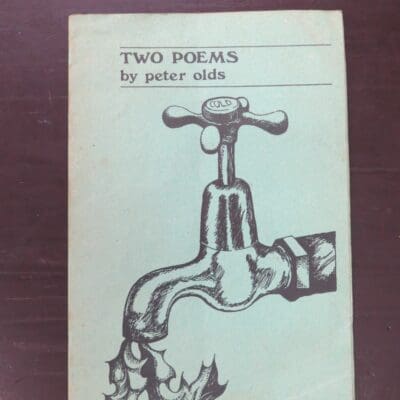 TWO POEMS
by peter olds
COLD